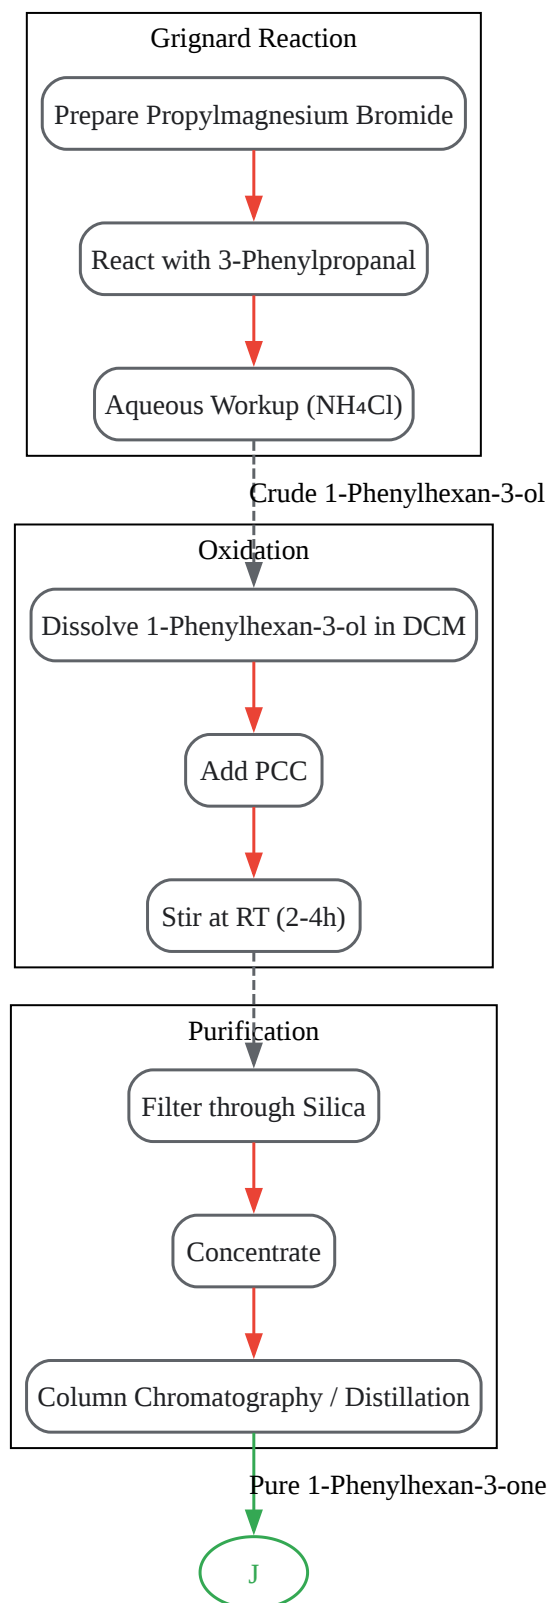 Grignard Reaction
Prepare Propylmagnesium Bromide
React with 3-Phenylpropanal
Aqueous Workup (NH₄Cl)
Crude 1-Phenylhexan-3-ol
Oxidation
Dissolve 1-Phenylhexan-3-ol in DCM
Add PCC
Stir at RT (2-4h)
Purification
Filter through Silica
Concentrate
Column Chromatography / Distillation
Pure 1-Phenylhexan-3-one
J